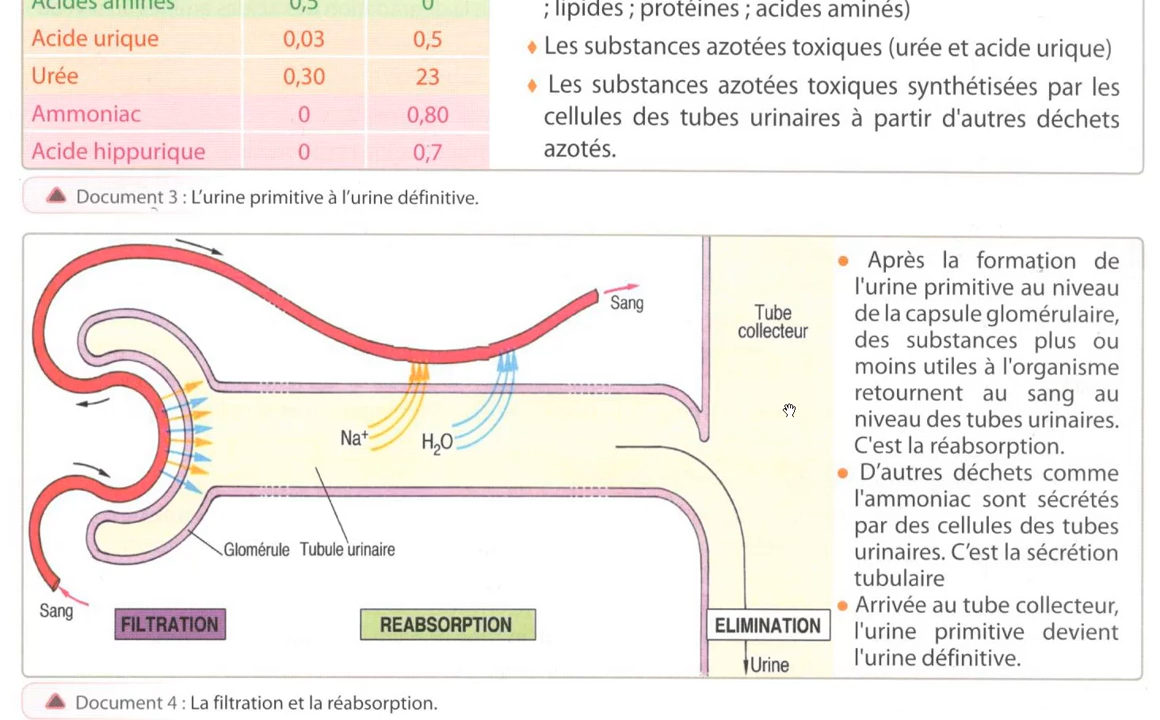 Acides aminés 0,5 0
Acide urique 0,03 0,5
Urée 0,30 23
Ammoniac 0 0,80
Acide hippurique 0 0,7
; lipides ; protéines ; acides aminés)
Les substances azotées toxiques (urée et acide urique)
Les substances azotées toxiques synthétisées par les
cellules des tubes urinaires à partir d'autres déchets
azotés.
Document 3 : L'urine primitive à l'urine définitive.
Sang
Tube
collecteur
Na+
H2O
Glomérule
Tubule urinaire
Sang
FILTRATION
REABSORPTION
ELIMINATION
Urine
Après la formation de
l'urine primitive au niveau
de la capsule glomérulaire,
des substances plus ou
moins utiles à l'organisme
retournent au sang au
niveau des tubes urinaires.
C'est la réabsorption.
D'autres déchets comme
l'ammoniac sont sécrétés
par des cellules des tubes
urinaires. C'est la sécrétion
tubulaire
Arrivée au tube collecteur,
l'urine primitive devient
l'urine définitive.
Document 4 : La filtration et la réabsorption.